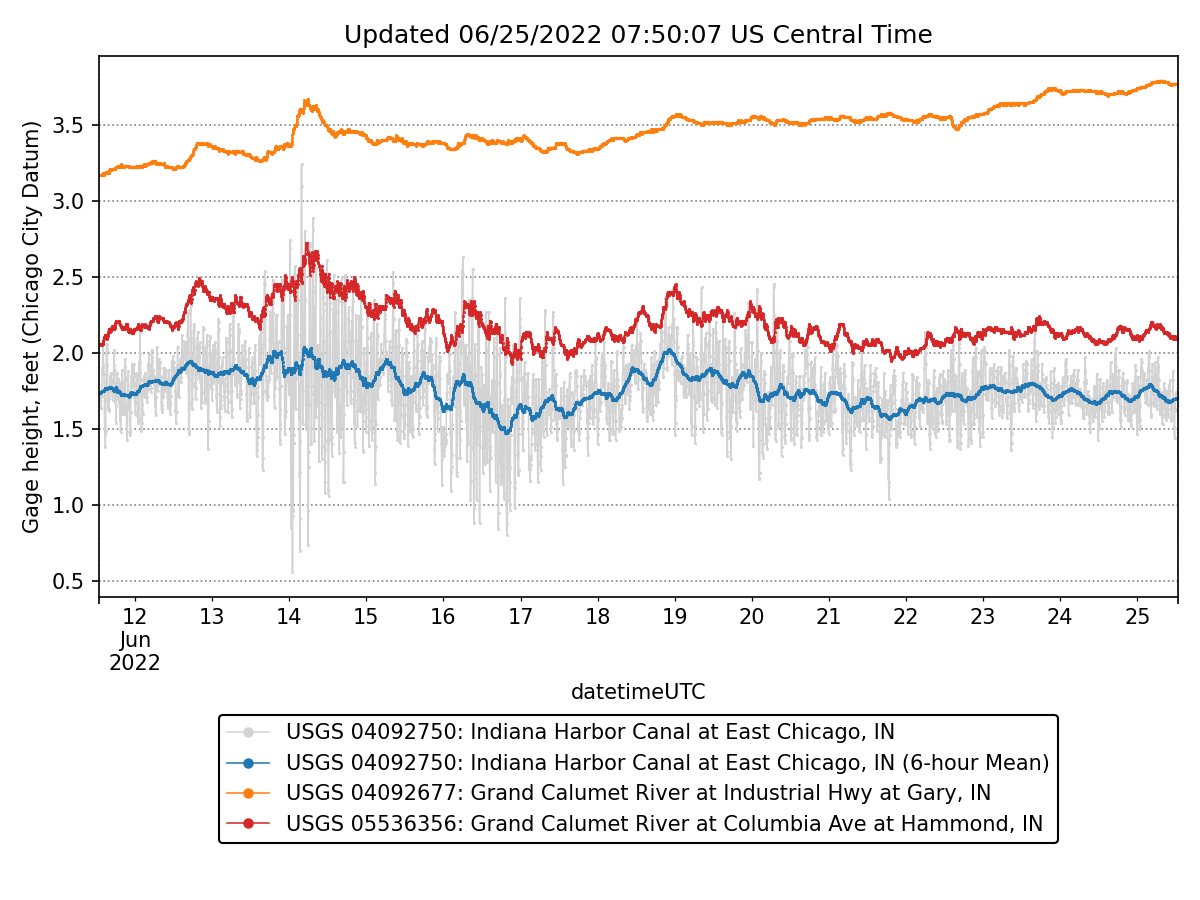 Updated 06/25/2022 07:50:07 US Central Time
Gage height, feet (Chicago City Datum)
3.5
3.0
2.5
2.0
1.5
1.0
0.5
12 13 14 15 16 17 18 19 20 21 22 23 24 25
Jun
2022
datetimeUTC
USGS 04092750: Indiana Harbor Canal at East Chicago, IN
USGS 04092750: Indiana Harbor Canal at East Chicago, IN (6-hour Mean)
USGS 04092677: Grand Calumet River at Industrial Hwy at Gary, IN
USGS 05536356: Grand Calumet River at Columbia Ave at Hammond, IN